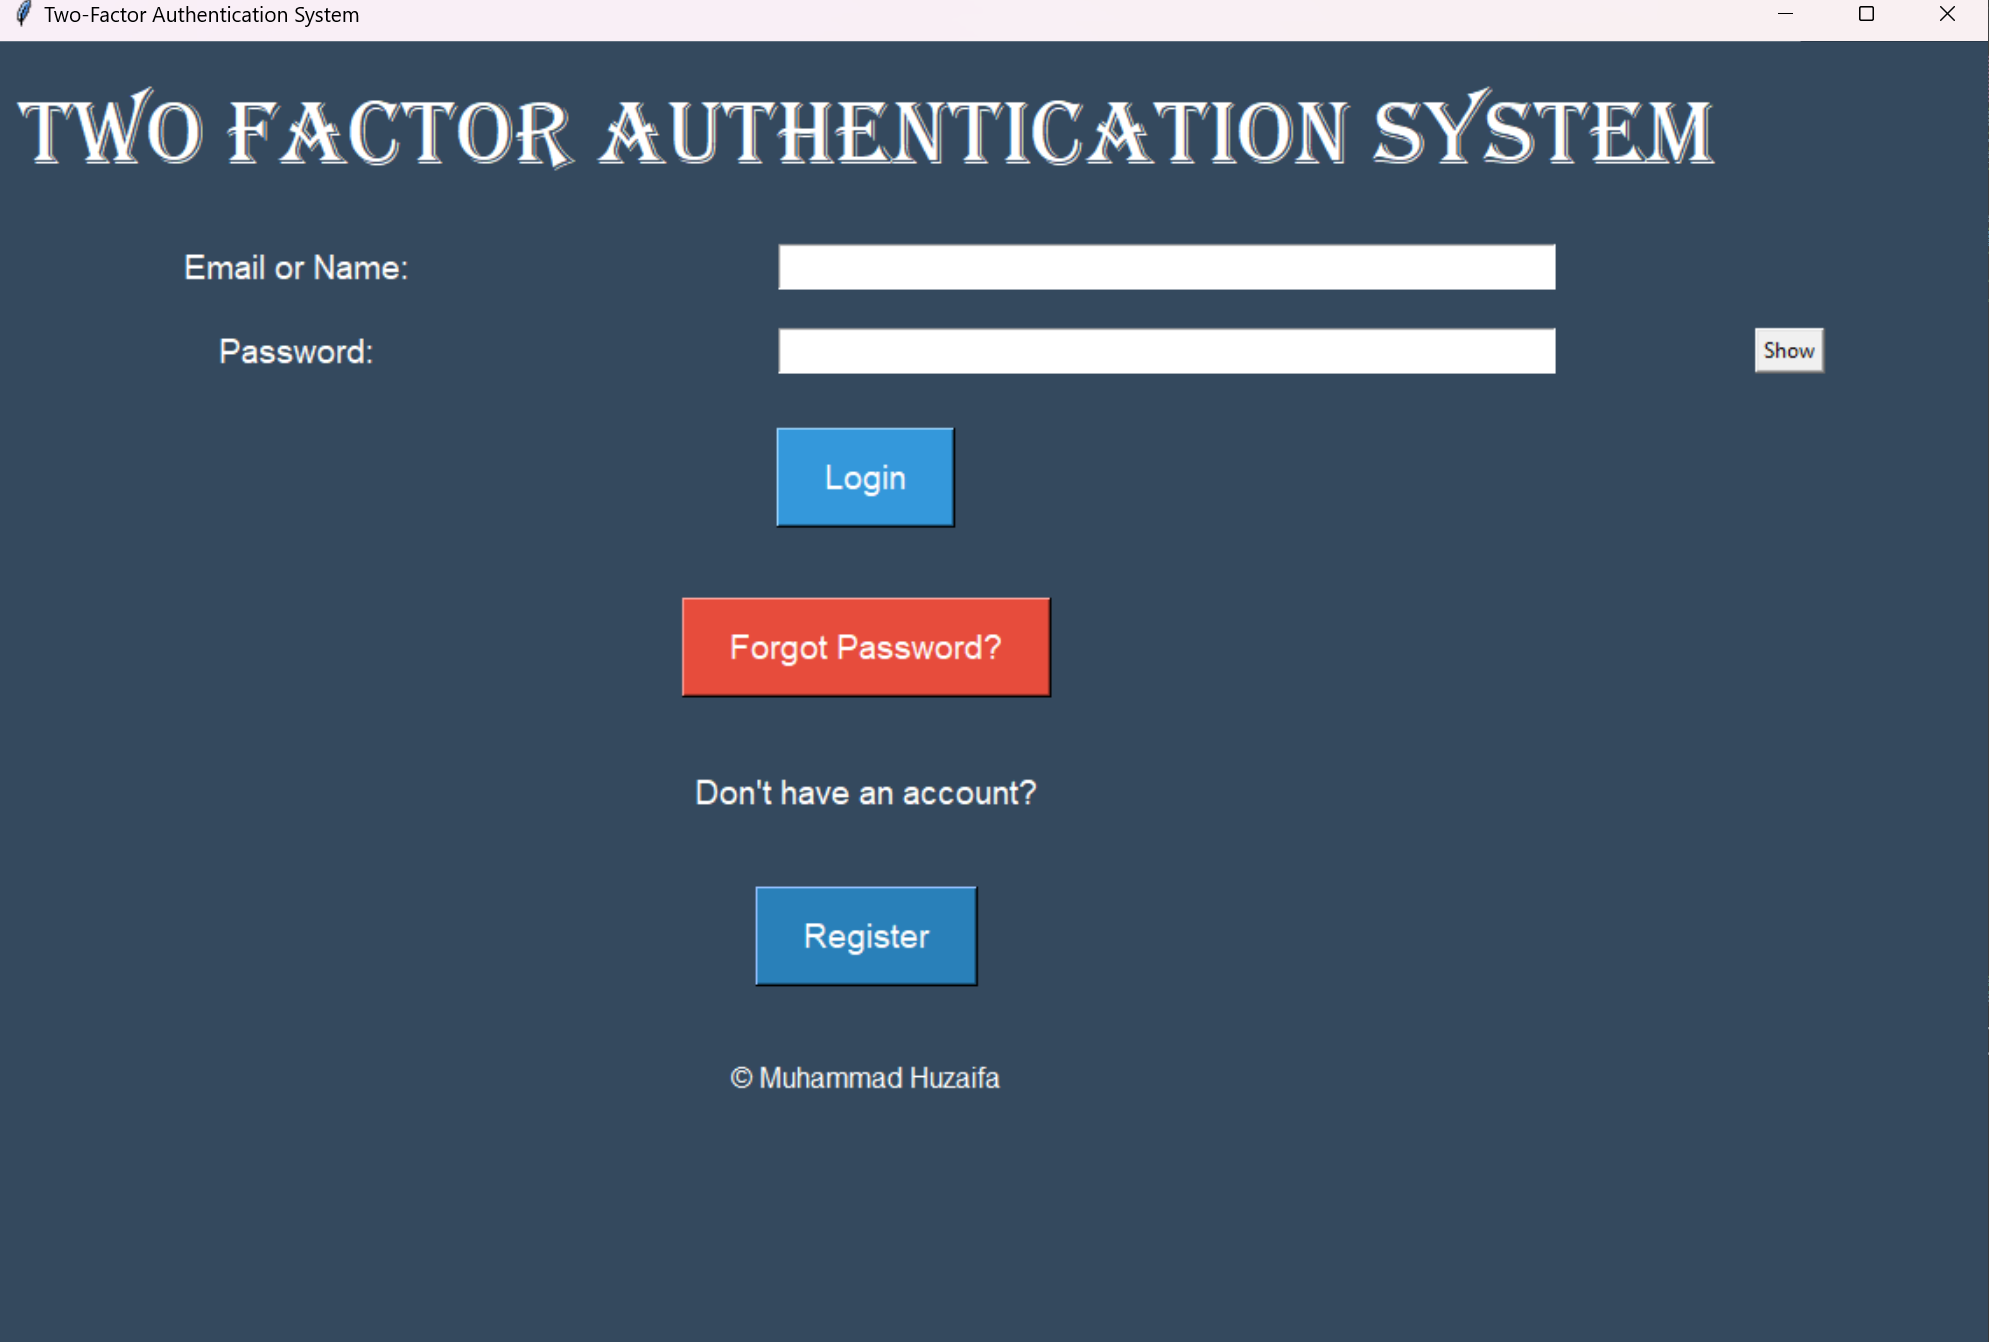 Two-Factor Authentication System
TWO FACTOR AUTHENTICATION SYSTEM
Email or Name:
Password:
Show
Login
Forgot Password?
Don't have an account?
Register
© Muhammad Huzaifa